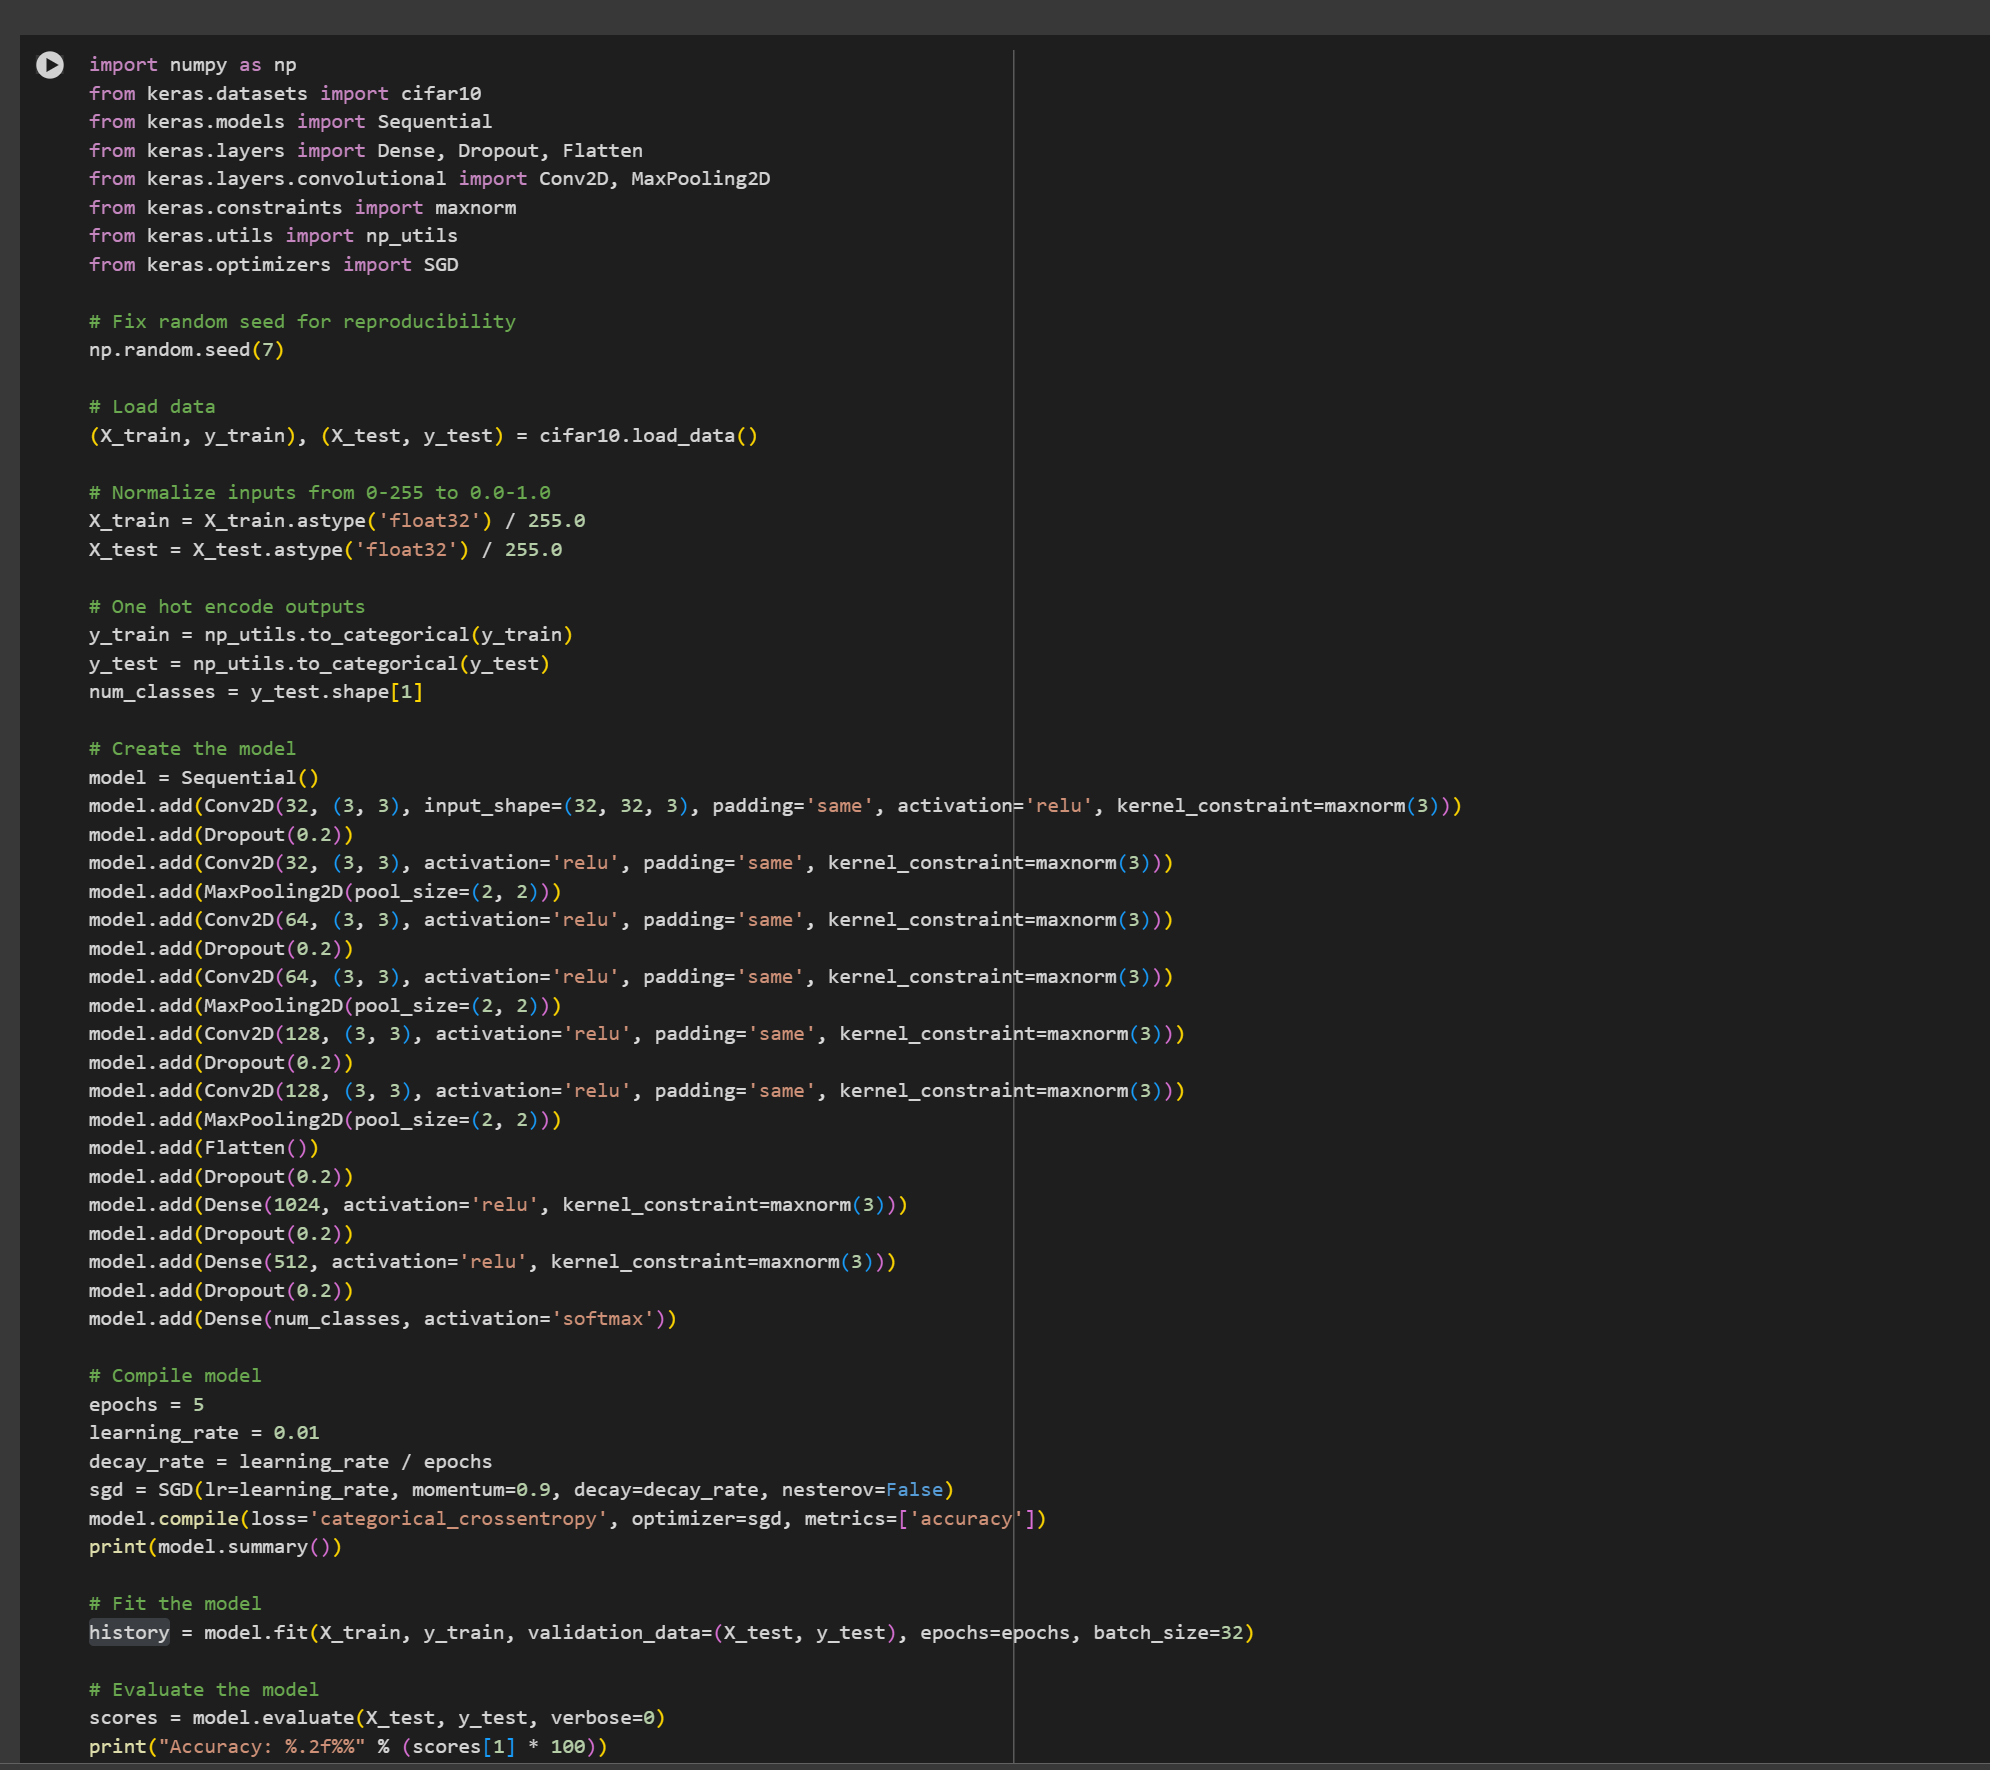 import numpy as np
from keras.datasets import cifar10
from keras.models import Sequential
from keras.layers import Dense, Dropout, Flatten
from keras.layers.convolutional import Conv2D, MaxPooling2D
from keras.constraints import maxnorm
from keras.utils import np_utils
from keras.optimizers import SGD

# Fix random seed for reproducibility
np.random.seed(7)

# Load data
(X_train, y_train), (X_test, y_test) = cifar10.load_data()

# Normalize inputs from 0-255 to 0.0-1.0
X_train = X_train.astype('float32') / 255.0
X_test = X_test.astype('float32') / 255.0

# One hot encode outputs
y_train = np_utils.to_categorical(y_train)
y_test = np_utils.to_categorical(y_test)
num_classes = y_test.shape[1]

# Create the model
model = Sequential()
model.add(Conv2D(32, (3, 3), input_shape=(32, 32, 3), padding='same', activation='relu', kernel_constraint=maxnorm(3)))
model.add(Dropout(0.2))
model.add(Conv2D(32, (3, 3), activation='relu', padding='same', kernel_constraint=maxnorm(3)))
model.add(MaxPooling2D(pool_size=(2, 2)))
model.add(Conv2D(64, (3, 3), activation='relu', padding='same', kernel_constraint=maxnorm(3)))
model.add(Dropout(0.2))
model.add(Conv2D(64, (3, 3), activation='relu', padding='same', kernel_constraint=maxnorm(3)))
model.add(MaxPooling2D(pool_size=(2, 2)))
model.add(Conv2D(128, (3, 3), activation='relu', padding='same', kernel_constraint=maxnorm(3)))
model.add(Dropout(0.2))
model.add(Conv2D(128, (3, 3), activation='relu', padding='same', kernel_constraint=maxnorm(3)))
model.add(MaxPooling2D(pool_size=(2, 2)))
model.add(Flatten())
model.add(Dropout(0.2))
model.add(Dense(1024, activation='relu', kernel_constraint=maxnorm(3)))
model.add(Dropout(0.2))
model.add(Dense(512, activation='relu', kernel_constraint=maxnorm(3)))
model.add(Dropout(0.2))
model.add(Dense(num_classes, activation='softmax'))

# Compile model
epochs = 5
learning_rate = 0.01
decay_rate = learning_rate / epochs
sgd = SGD(lr=learning_rate, momentum=0.9, decay=decay_rate, nesterov=False)
model.compile(loss='categorical_crossentropy', optimizer=sgd, metrics=['accuracy'])
print(model.summary())

# Fit the model
history = model.fit(X_train, y_train, validation_data=(X_test, y_test), epochs=epochs, batch_size=32)

# Evaluate the model
scores = model.evaluate(X_test, y_test, verbose=0)
print("Accuracy: %.2f%%" % (scores[1] * 100))